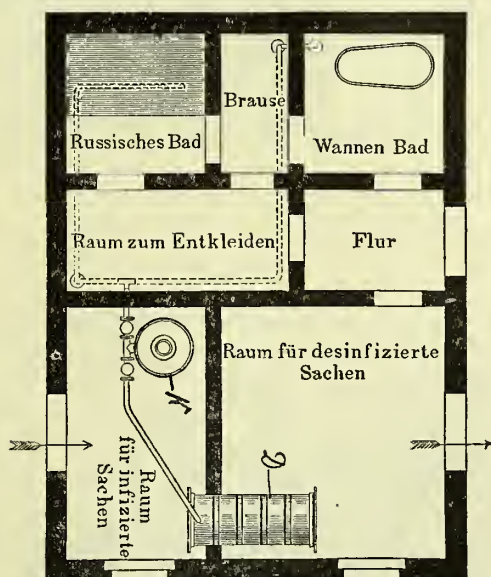 Brause
Russisches Bad
Wannen Bad
Raum zum Entkleiden
Flur
Raum für desinfizierte
Sachen
Raum
für infizierte
Sachen
K
D